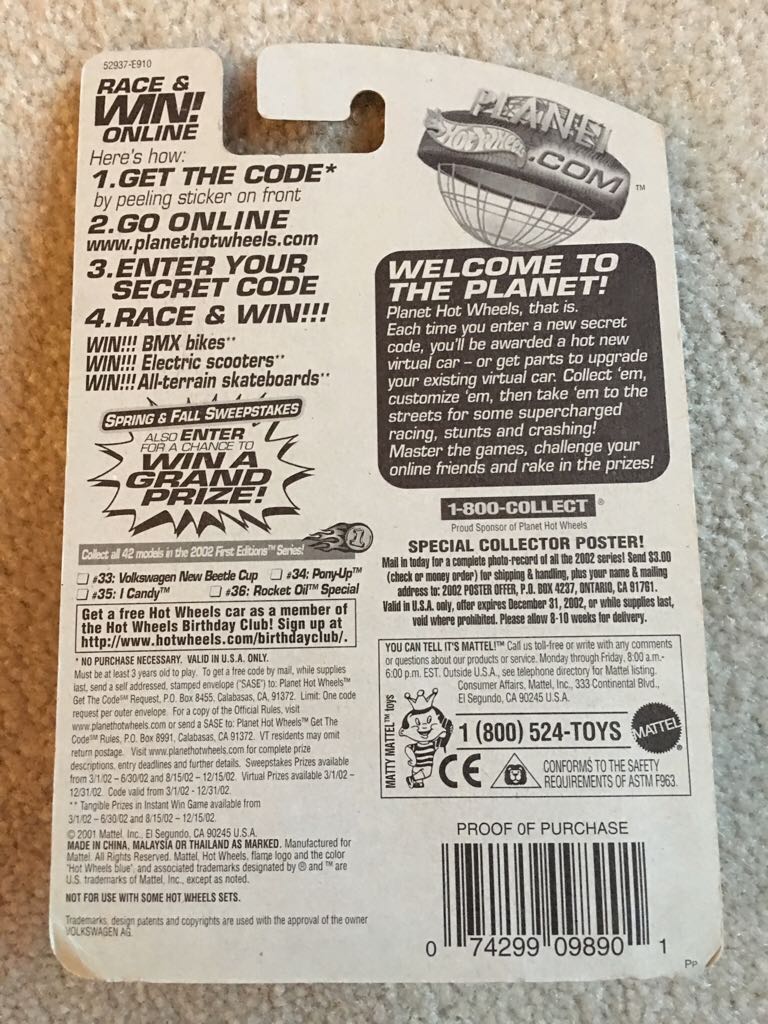 52937-E910
RACE &
WIN!
ONLINE
Here's how:
1.GET THE CODE*
by peeling sticker on front
2.GO ONLINE
www.planethotwheels.com
3.ENTER YOUR
SECRET CODE
4.RACE & WIN!!!
WIN!!! BMX bikes**
WIN!!! Electric scooters**
WIN!!! All-terrain skateboards**
SPRING & FALL SWEEPSTAKES
ALSO ENTER
FOR A CHANCE TO
WIN A
GRAND
PRIZE!
Collect all 42 models in the 2002 First Editions™ Series!
1
#33: Volkswagen New Beetle Cup #34: Pony-Up™
#35: I Candy™ #36: Rocket Oil™ Special
Get a free Hot Wheels car as a member
of the Hot Wheels Birthday Club! Sign up at
http://www.hotwheels.com/birthdayclub/.
* NO PURCHASE NECESSARY. VALID IN U.S.A. ONLY.
Must be at least 3 years old to play. To get a free code by mail, while supplies
last, send a self addressed, stamped envelope ("SASE") to: Planet Hot Wheels™ Get
The Code℠ Request, P.O. Box 8455, Calabasas, CA, 91372. Limit: One code
request per outer envelope. For a copy of the Official Rules, visit
www.planethotwheels.com or send a SASE to: Planet Hot Wheels™ Get The
Code℠ Rules, P.O. Box 8991, Calabasas, CA 91372. VT residents may omit
return postage. Visit www.planethotwheels.com for complete prize
descriptions, entry deadlines and further details. Sweepstakes Prizes available
from 3/1/02 – 6/30/02 and 8/15/02 – 12/15/02. Virtual Prizes available 3/1/02 –
12/31/02. Code valid from 3/1/02 - 12/31/02.
** Tangible Prizes in Instant Win Game available from
3/1/02 – 6/30/02 and 8/15/02 – 12/15/02.
© 2001 Mattel, Inc., El Segundo, CA 90245 U.S.A.
MADE IN CHINA, MALAYSIA OR THAILAND AS MARKED. Manufactured for
Mattel. All Rights Reserved. Mattel, Hot Wheels, flame logo and the color
"Hot Wheels blue", and associated trademarks designated by ® and ™ are
U.S. trademarks of Mattel, Inc., except as noted.
NOT FOR USE WITH SOME HOT WHEELS SETS.
Trademarks, design patents and copyrights are used with the approval of the owner
VOLKSWAGEN AG.
PLANET
HOT WHEELS
.COM™
WELCOME TO
THE PLANET!
Planet Hot Wheels, that is.
Each time you enter a new secret
code, you'll be awarded a hot new
virtual car – or get parts to upgrade
your existing virtual car. Collect 'em,
customize 'em, then take 'em to the
streets for some supercharged
racing, stunts and crashing!
Master the games, challenge your
online friends and rake in the prizes!
1-800-COLLECT®
Proud Sponsor of Planet Hot Wheels
SPECIAL COLLECTOR POSTER!
Mail in today for a complete photo-record of all the 2002 series! Send $3.00
(check or money order) for shipping & handling, plus your name & mailing
address to: 2002 POSTER OFFER, P.O. BOX 4237, ONTARIO, CA 91761.
Valid in U.S.A. only, offer expires December 31, 2002, or while supplies last,
void where prohibited. Please allow 8-10 weeks for delivery.
YOU CAN TELL IT'S MATTEL!™ Call us toll-free or write with any comments
or questions about our products or service. Monday through Friday, 8:00 a.m.-
6:00 p.m. EST. Outside U.S.A., see telephone directory for Mattel listing.
Consumer Affairs, Mattel, Inc., 333 Continental Blvd.,
El Segundo, CA 90245 U.S.A.
MATTY MATTEL™ toys
1 (800) 524-TOYS
MATTEL®
CE
CONFORMS TO THE SAFETY
REQUIREMENTS OF ASTM F963.
PROOF OF PURCHASE
0 74299 09890 1
PP